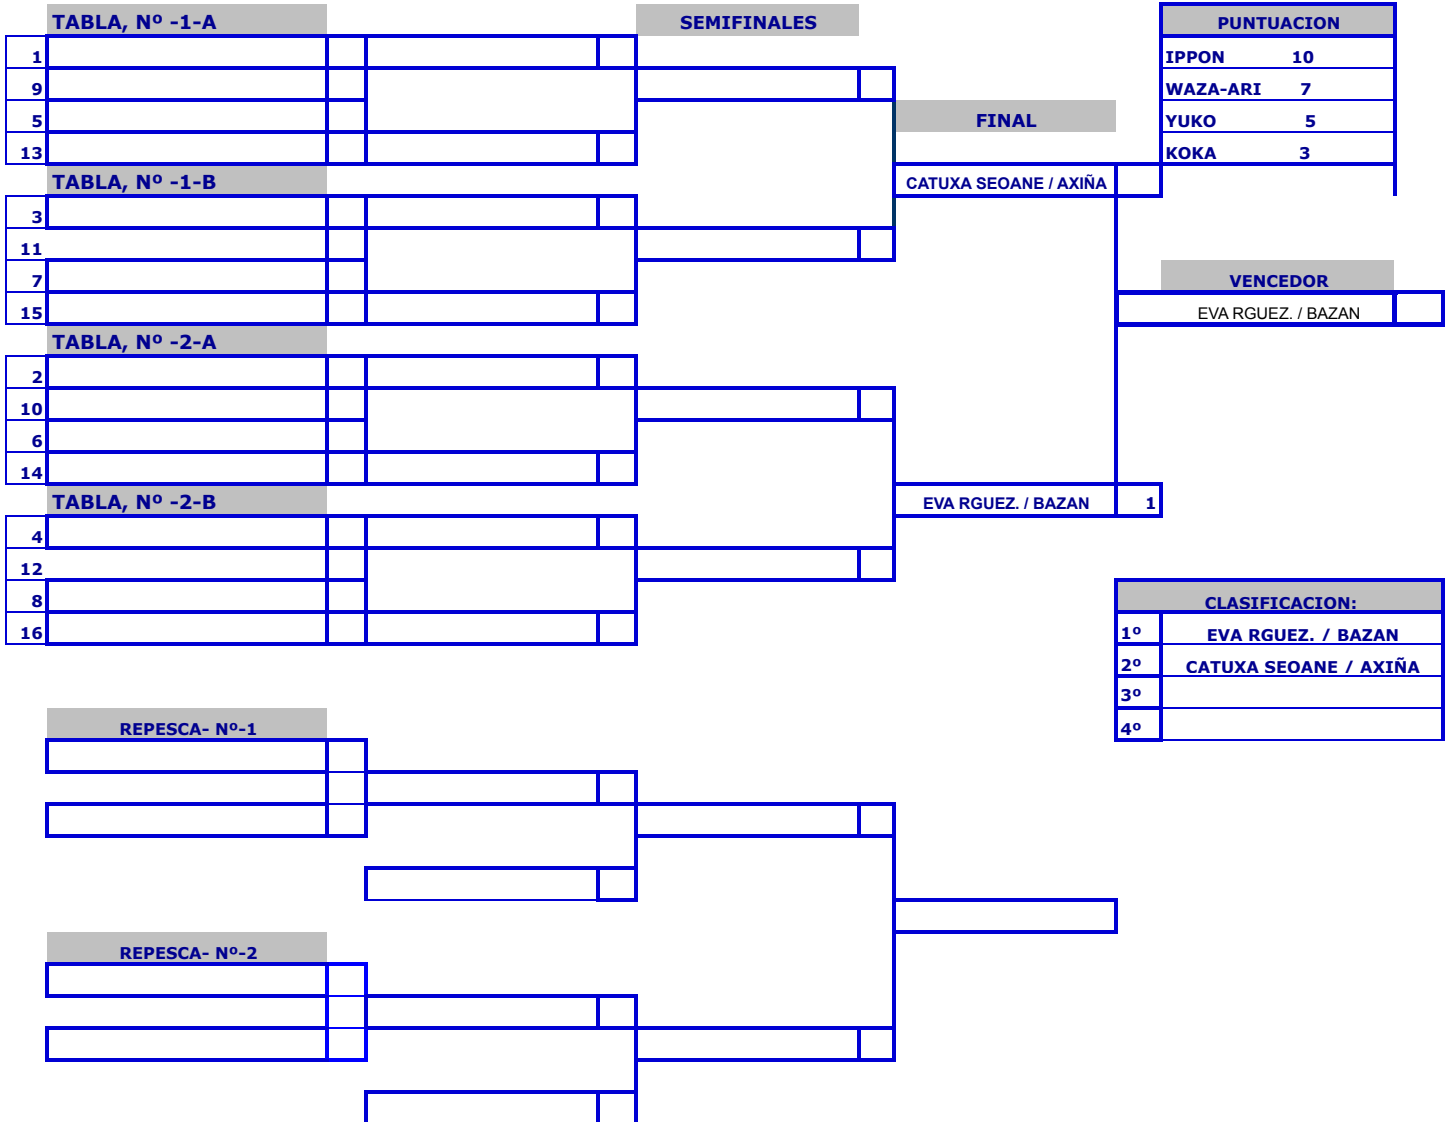 TABLA, Nº -1-A
SEMIFINALES
PUNTUACION
1
IPPON 10
9
WAZA-ARI 7
5
FINAL
YUKO 5
13
KOKA 3
TABLA, Nº -1-B
CATUXA SEOANE / AXIÑA
3
11
7
VENCEDOR
15
EVA RGUEZ. / BAZAN
TABLA, Nº -2-A
2
10
6
14
TABLA, Nº -2-B
EVA RGUEZ. / BAZAN 1
4
12
8
CLASIFICACION:
16
1º EVA RGUEZ. / BAZAN
2º CATUXA SEOANE / AXIÑA
3º
4º
REPESCA- Nº-1
REPESCA- Nº-2